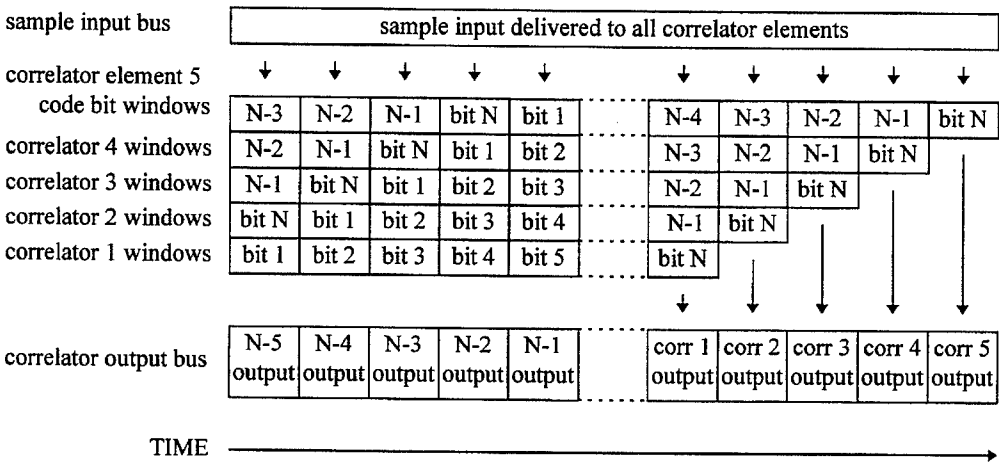 sample input bus
sample input delivered to all correlator elements
correlator element 5
code bit windows
N-3 N-2 N-1 bit N bit 1 N-4 N-3 N-2 N-1 bit N
correlator 4 windows
N-2 N-1 bit N bit 1 bit 2 N-3 N-2 N-1 bit N
correlator 3 windows
N-1 bit N bit 1 bit 2 bit 3 N-2 N-1 bit N
correlator 2 windows
bit N bit 1 bit 2 bit 3 bit 4 N-1 bit N
correlator 1 windows
bit 1 bit 2 bit 3 bit 4 bit 5 bit N
correlator output bus
N-5 N-4 N-3 N-2 N-1 corr 1 corr 2 corr 3 corr 4 corr 5
output output output output output output output output output output
TIME